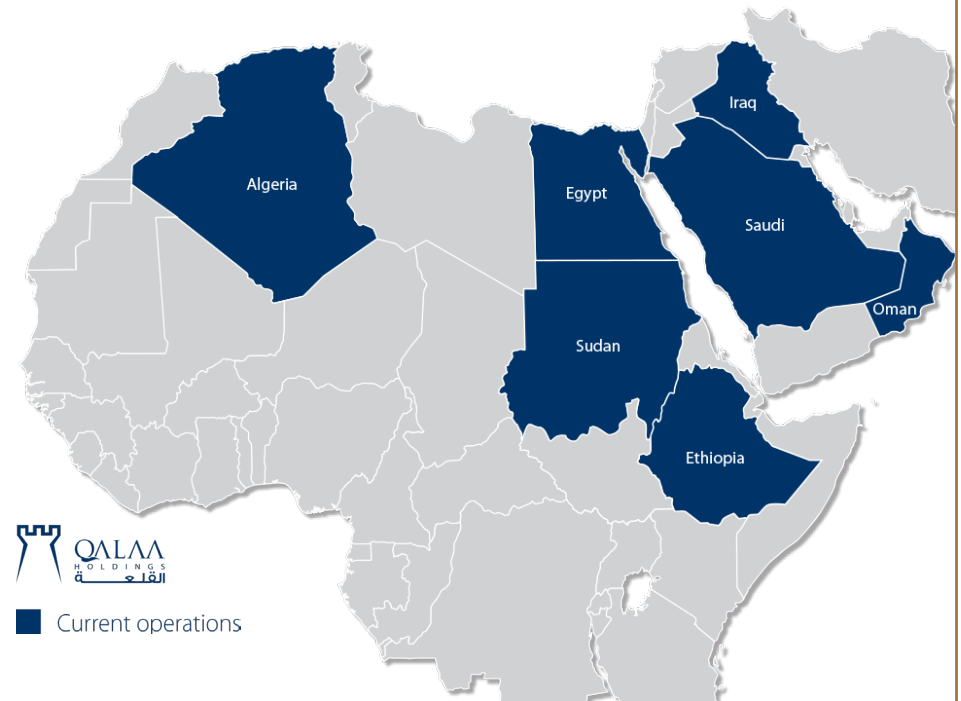 Iraq
Algeria
Egypt
Saudi
Oman
Sudan
Ethiopia
QALAA
HOLDINGS
القلعة
Current operations